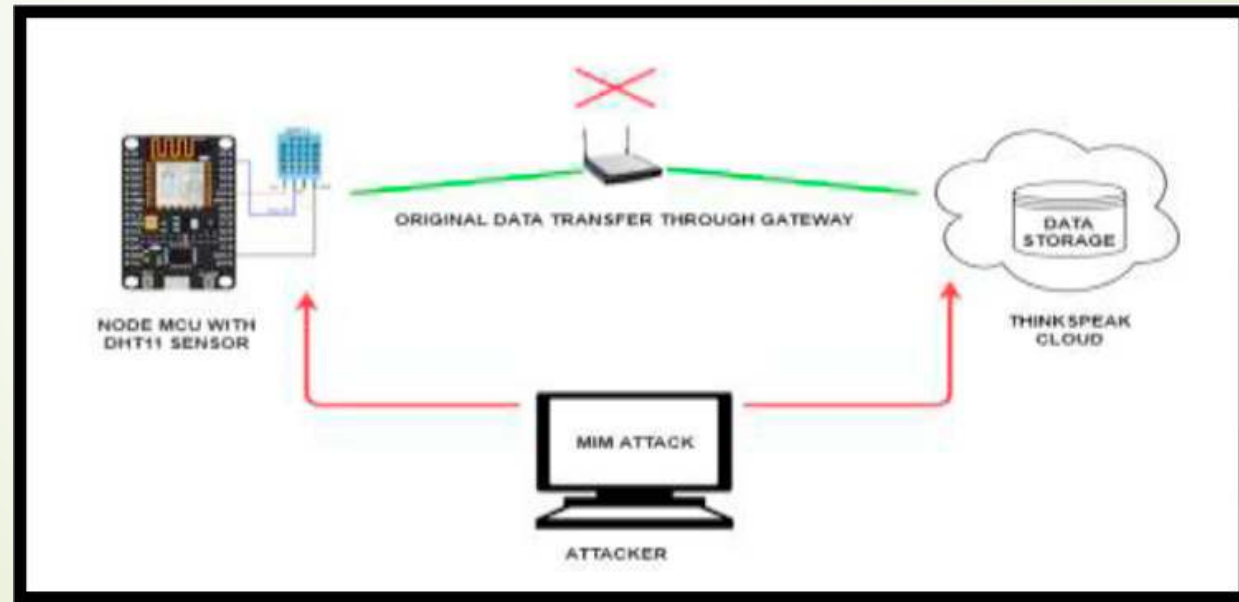 ORIGINAL DATA TRANSFER THROUGH GATEWAY
DATA
STORAGE
NODE MCU WITH
DHT11 SENSOR
THINKSPEAK
CLOUD
MIM ATTACK
ATTACKER